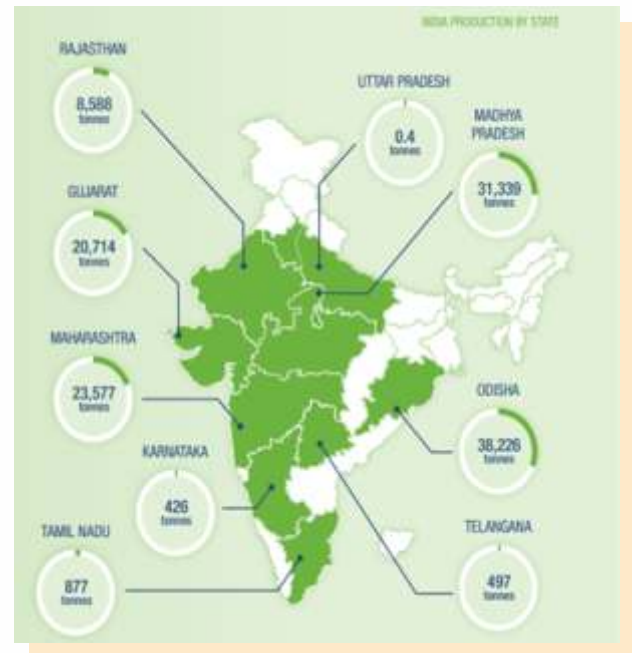 INDIA PRODUCTION BY STATE
RAJASTHAN
8,588
tonnes
UTTAR PRADESH
0.4
tonnes
MADHYA
PRADESH
31,339
tonnes
GUJARAT
20,714
tonnes
MAHARASHTRA
23,577
tonnes
ODISHA
38,226
tonnes
KARNATAKA
426
tonnes
TAMIL NADU
877
tonnes
TELANGANA
497
tonnes